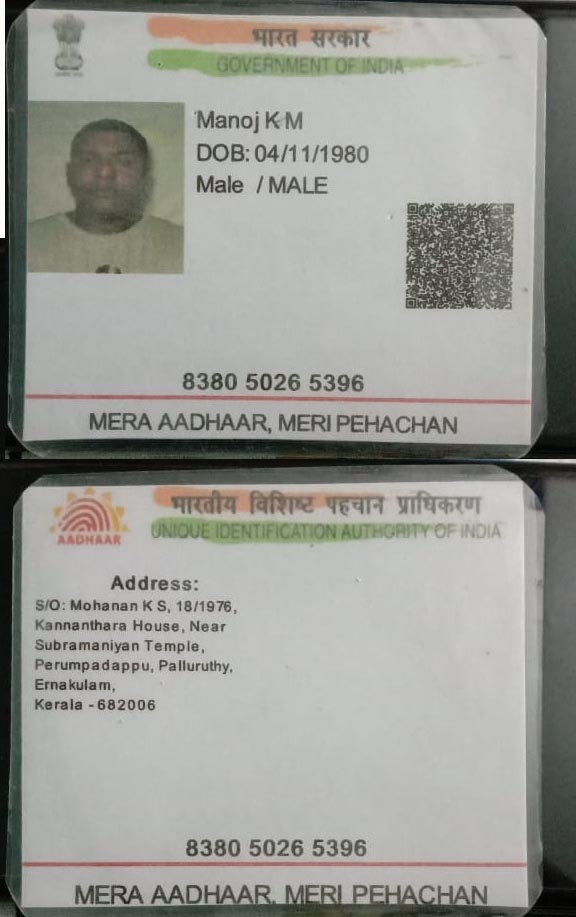 भारत सरकार
GOVERNMENT OF INDIA
Manoj K M
DOB: 04/11/1980
Male / MALE
8380 5026 5396
MERA AADHAAR, MERI PEHACHAN
भारतीय विशिष्ट पहचान प्राधिकरण
UNIQUE IDENTIFICATION AUTHGRITY OF INDIA
AADHAAR
Address:
S/O: Mohanan K S, 18/1976,
Kannanthara House, Near
Subramaniyan Temple,
Perumpadappu, Palluruthy,
Ernakulam,
Kerala - 682006
8380 5026 5396
MERA AADHAAR, MERI PEHACHAN